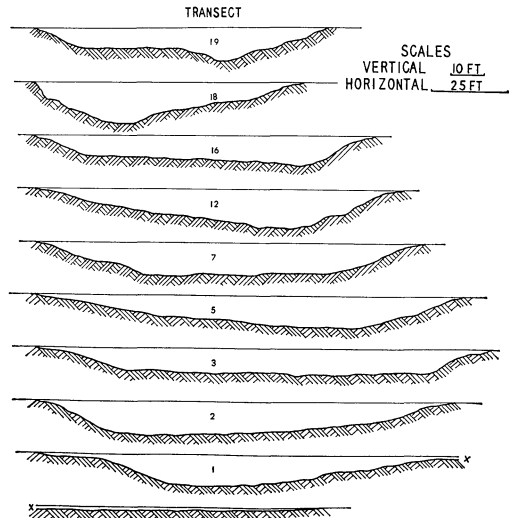 TRANSECT
19
SCALES
VERTICAL 10 FT.
HORIZONTAL 25 FT
18
16
12
7
5
3
2
1
X
X